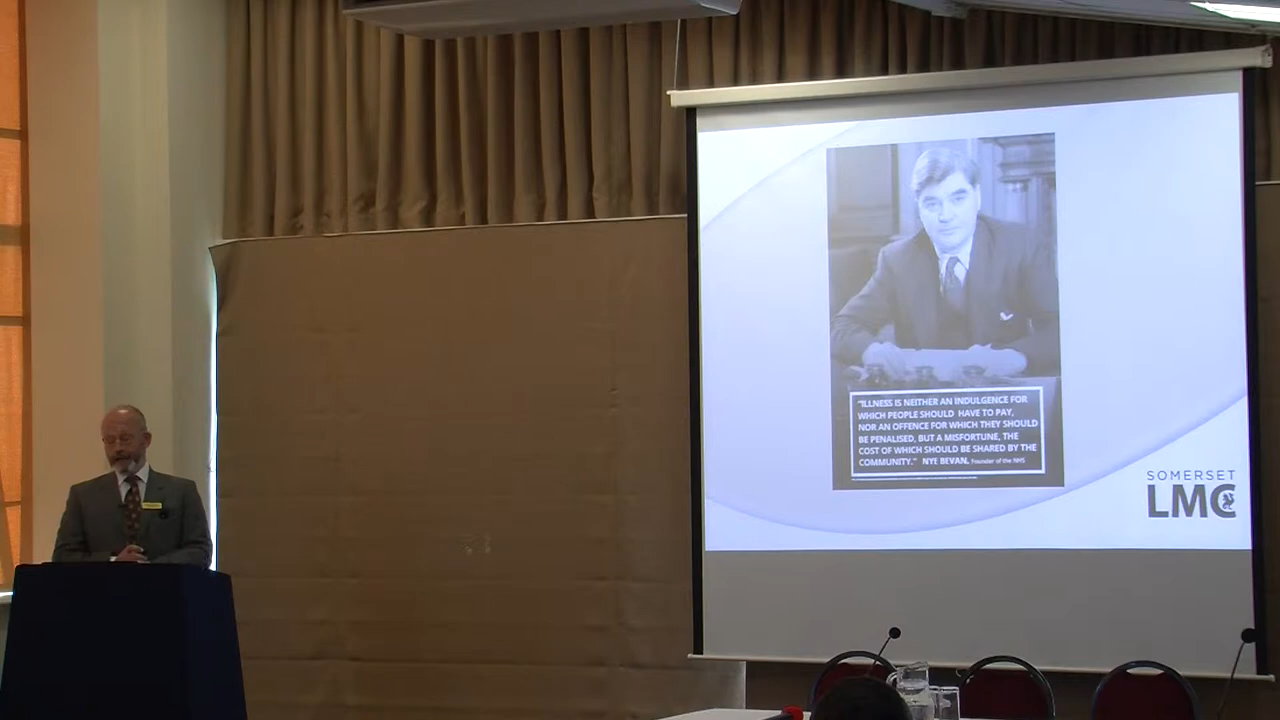 "ILLNESS IS NEITHER AN INDULGENCE FOR
WHICH PEOPLE SHOULD HAVE TO PAY,
NOR AN OFFENCE FOR WHICH THEY SHOULD
BE PENALISED, BUT A MISFORTUNE, THE
COST OF WHICH SHOULD BE SHARED BY THE
COMMUNITY." NYE BEVAN, Founder of the NHS
SOMERSET
LMC